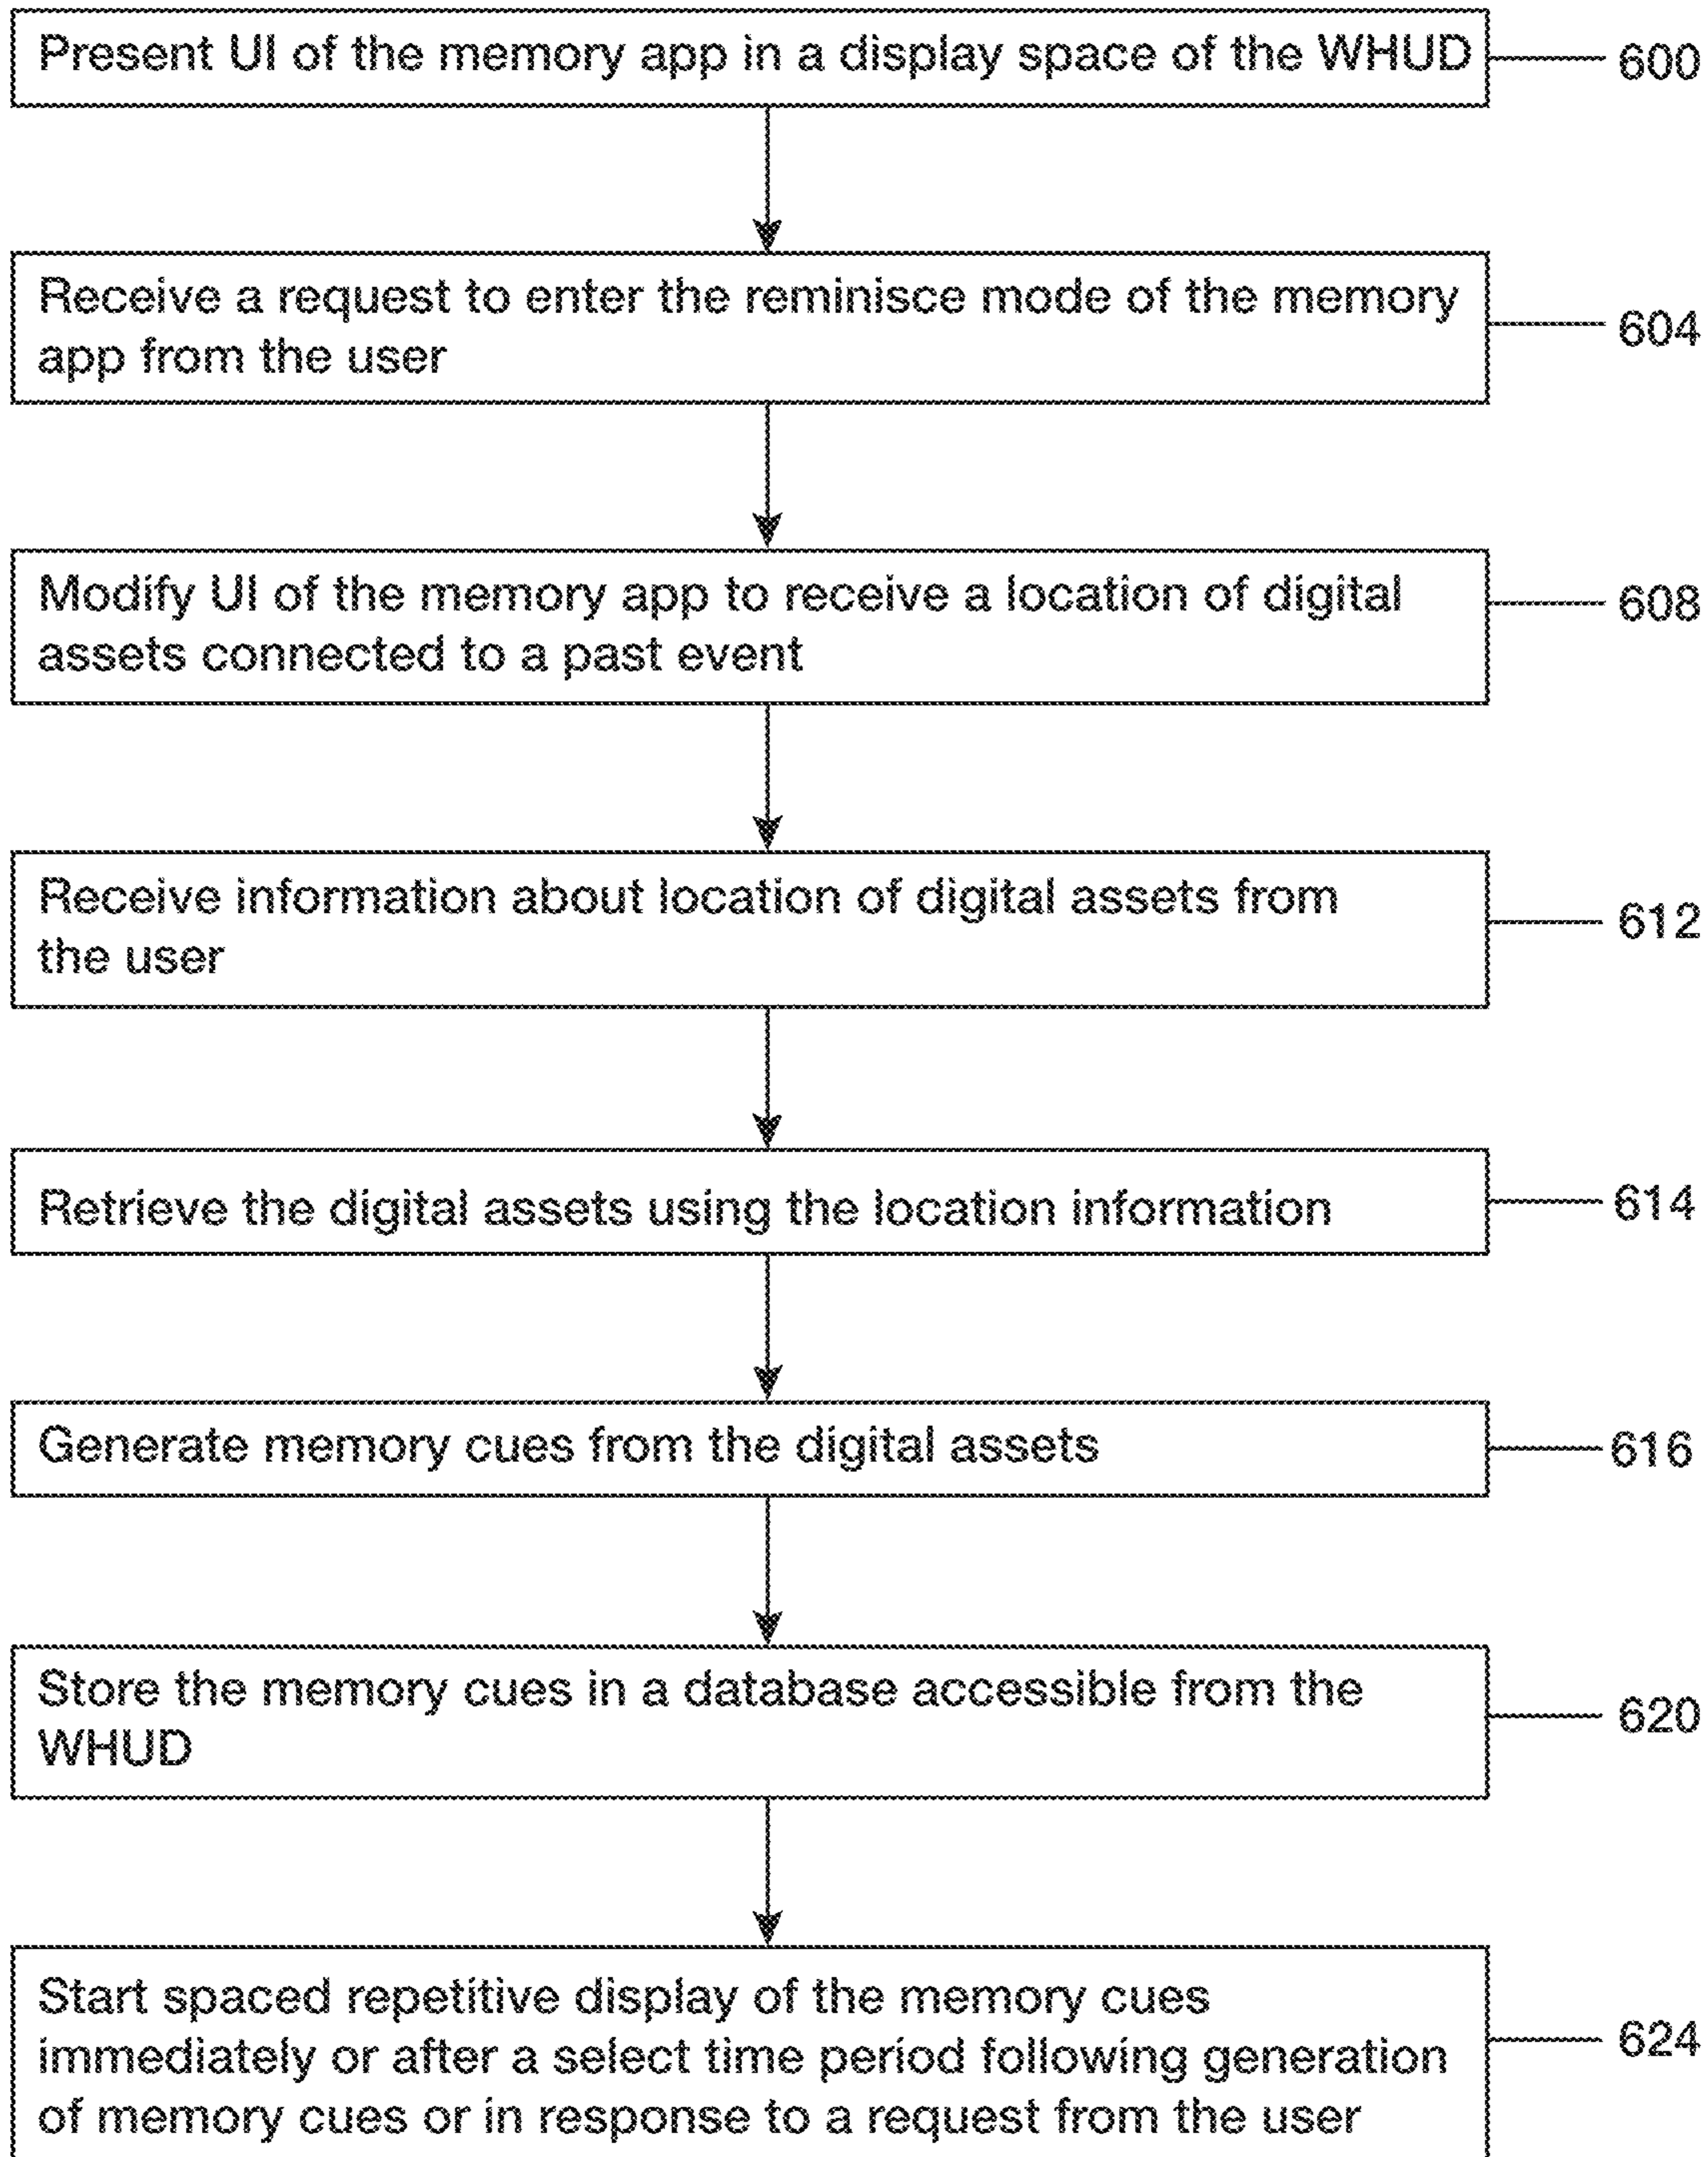 Present UI of the memory app in a display space of the WHUD
600
Receive a request to enter the reminisce mode of the memory
app from the user
604
Modify UI of the memory app to receive a location of digital
assets connected to a past event
608
Receive information about location of digital assets from
the user
612
Retrieve the digital assets using the location information
614
Generate memory cues from the digital assets
616
Store the memory cues in a database accessible from the
WHUD
620
Start spaced repetitive display of the memory cues
immediately or after a select time period following generation
of memory cues or in response to a request from the user
624